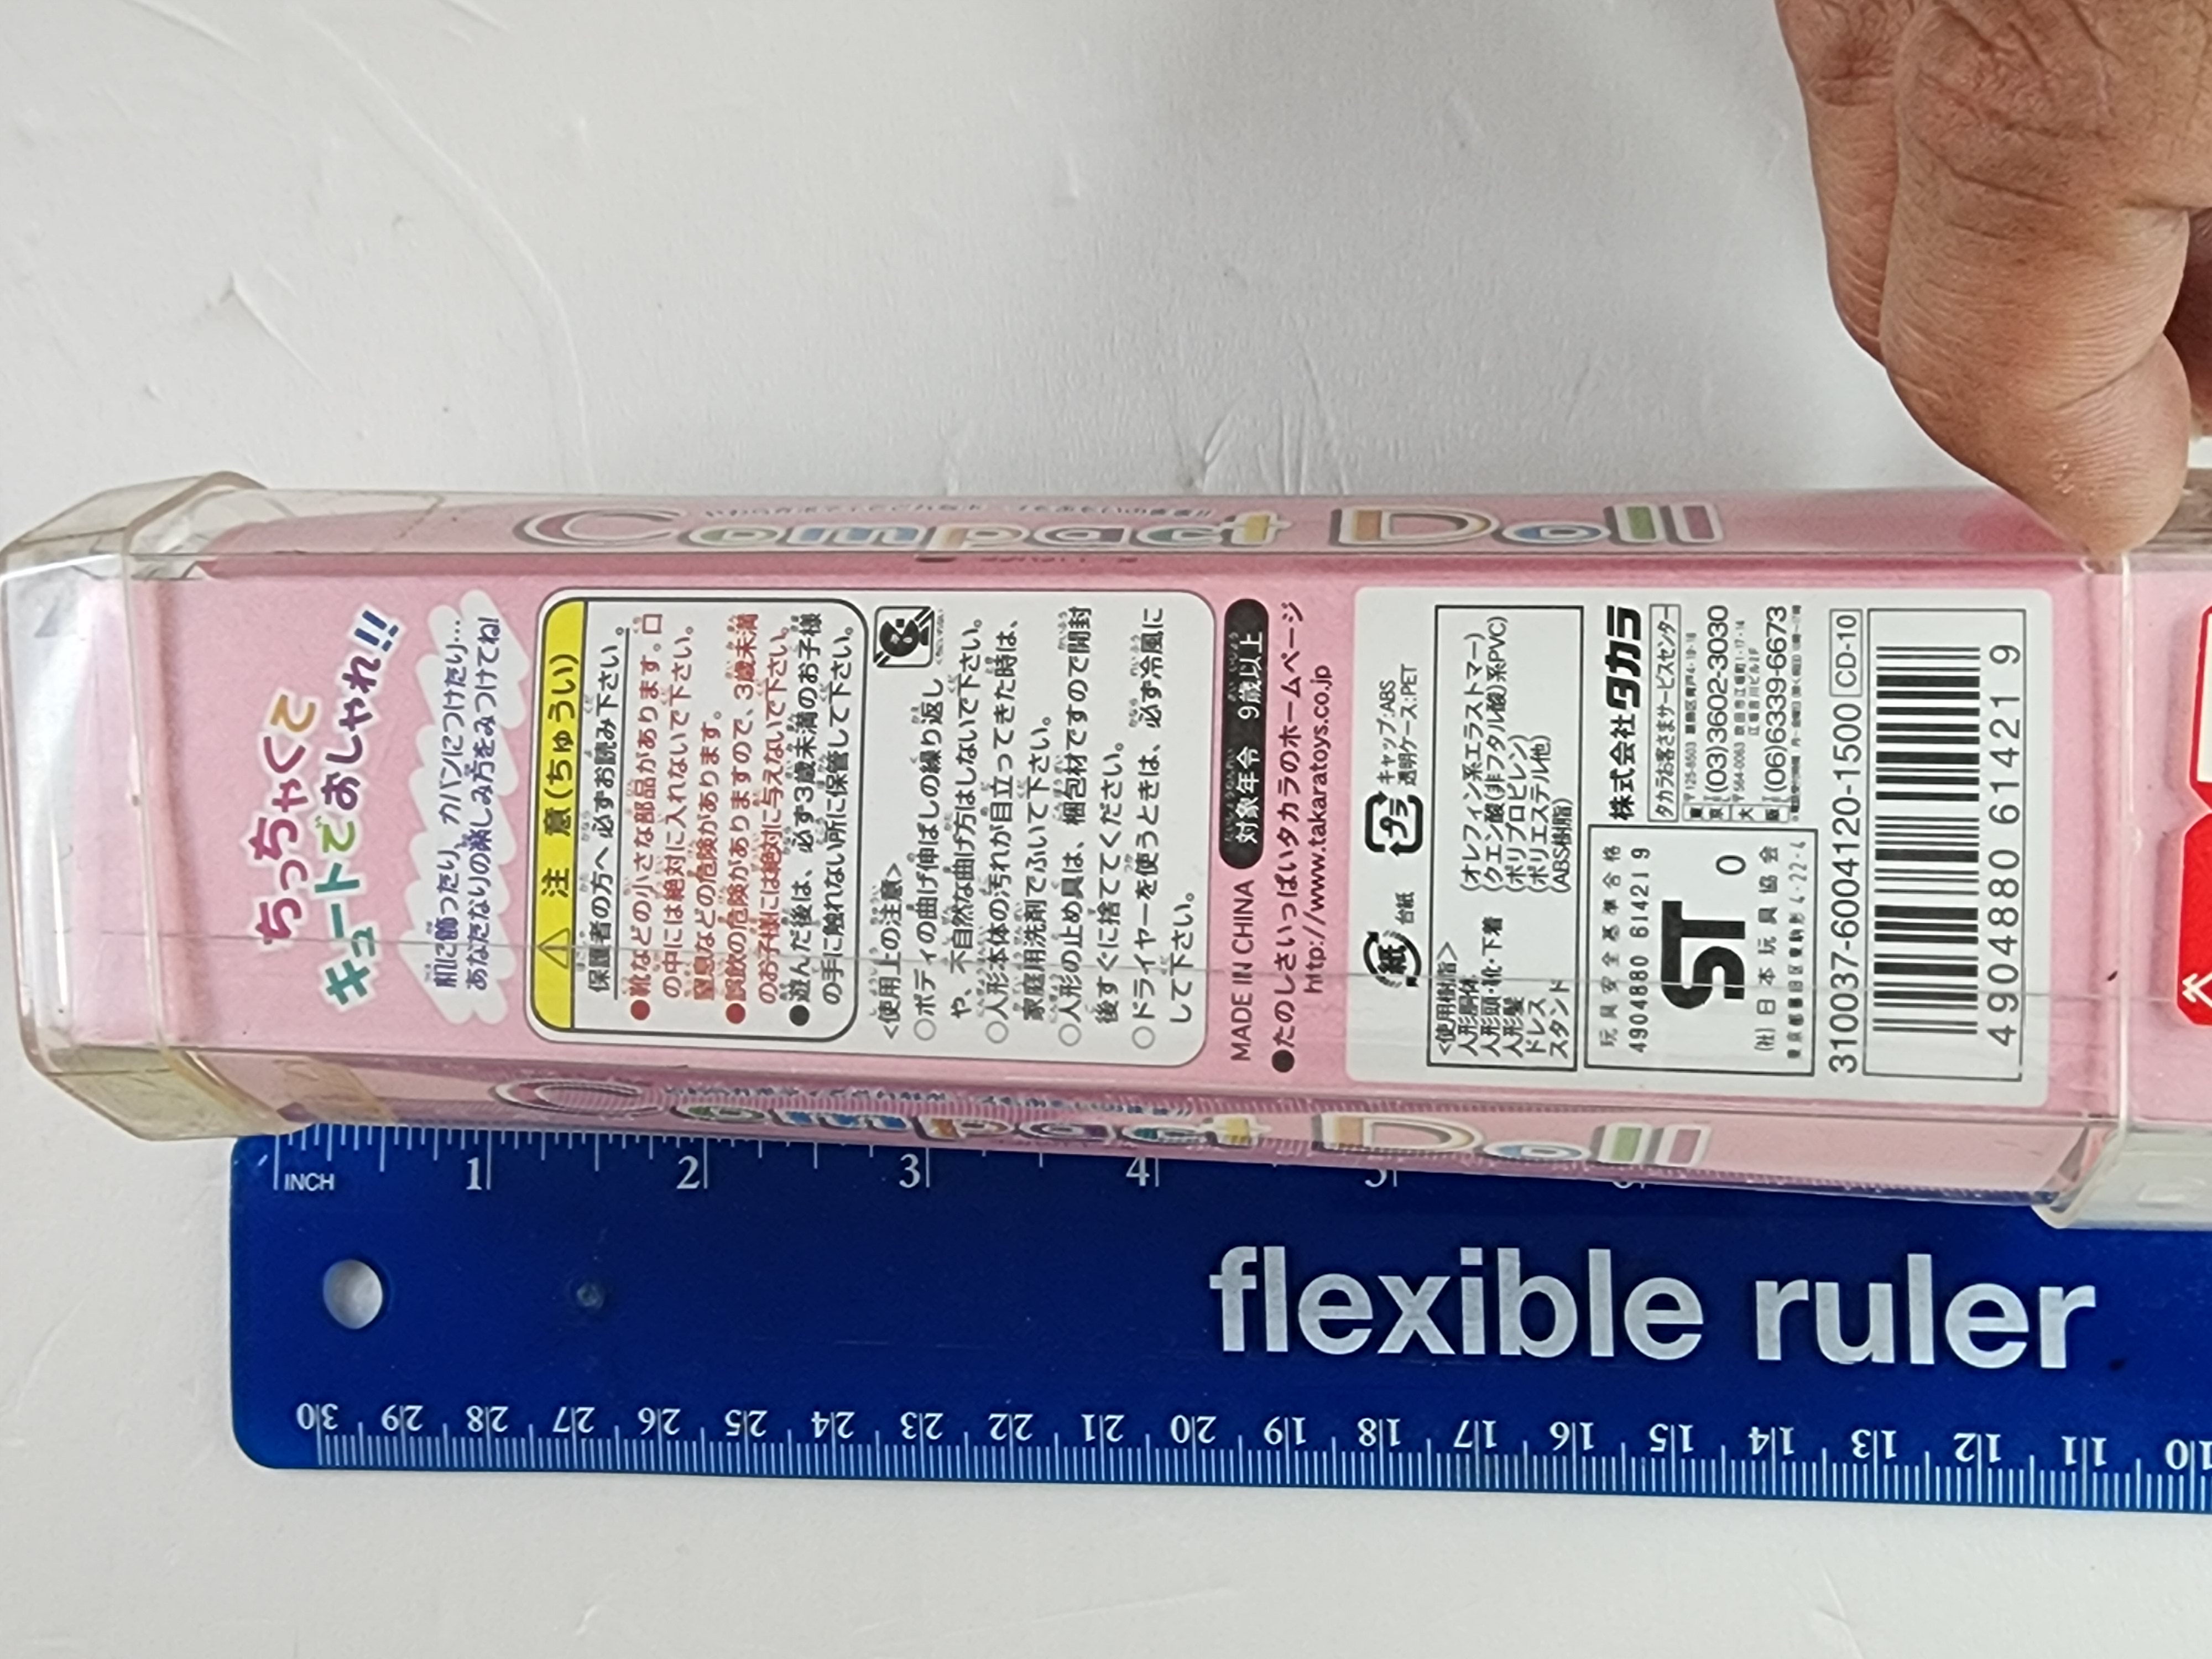 ちっちゃくて
キュートでおしゃれ!!
机に飾ったり、カバンにつけたり…
あなたなりの楽しみ方をみつけてね!
注 意(ちゅうい)
保護者の方へ 必ずお読み下さい。
●靴などの小さな部品があります。口
の中には絶対に入れないで下さい。
窒息などの危険があります。
●誤飲の危険がありますので、3歳未満
のお子様には絶対に与えないで下さい。
●遊んだ後は、必ず3歳未満のお子様
の手に触れない所に保管して下さい。
<使用上の注意>
○ボディの曲げ伸ばしの繰り返し
や、不自然な曲げ方はしないで下さい。
○人形本体の汚れが目立ってきた時は、
家庭用洗剤でふいて下さい。
○人形の止め具は、梱包材ですので開封
後すぐに捨ててください。
○ドライヤーを使うときは、必ず冷風に
して下さい。
MADE IN CHINA
対象年令 9歳以上
●たのしさいっぱいタカラのホームページ
http://www.takaratoys.co.jp
紙
台紙
プラ
キャップ:ABS
透明ケース:PET
<使用樹脂>
人形胴体 (オレフィン系エラストマー)
人形頭・靴・下着 (クエン酸(非フタル酸)系PVC)
人形髪 (ポリプロピレン)
ドレス (ポリエステル他)
スタンド (ABS樹脂)
玩具安全基準合格
4904880 614219
ST
0
(社)日本玩具協会
東京都墨田区東駒形4-22-4
株式会社タカラ
タカラお客さまサービスセンター
東京
(03)3602-3030
大阪
(06)6339-6673
310037-6004120-1500 CD-10
4 904880 614219
Compact Doll
Compact Doll
INCH
1 2 3 4 5
flexible ruler
30 29 28 27 26 25 24 23 22 21 20 19 18 17 16 15 14 13 12 11 10